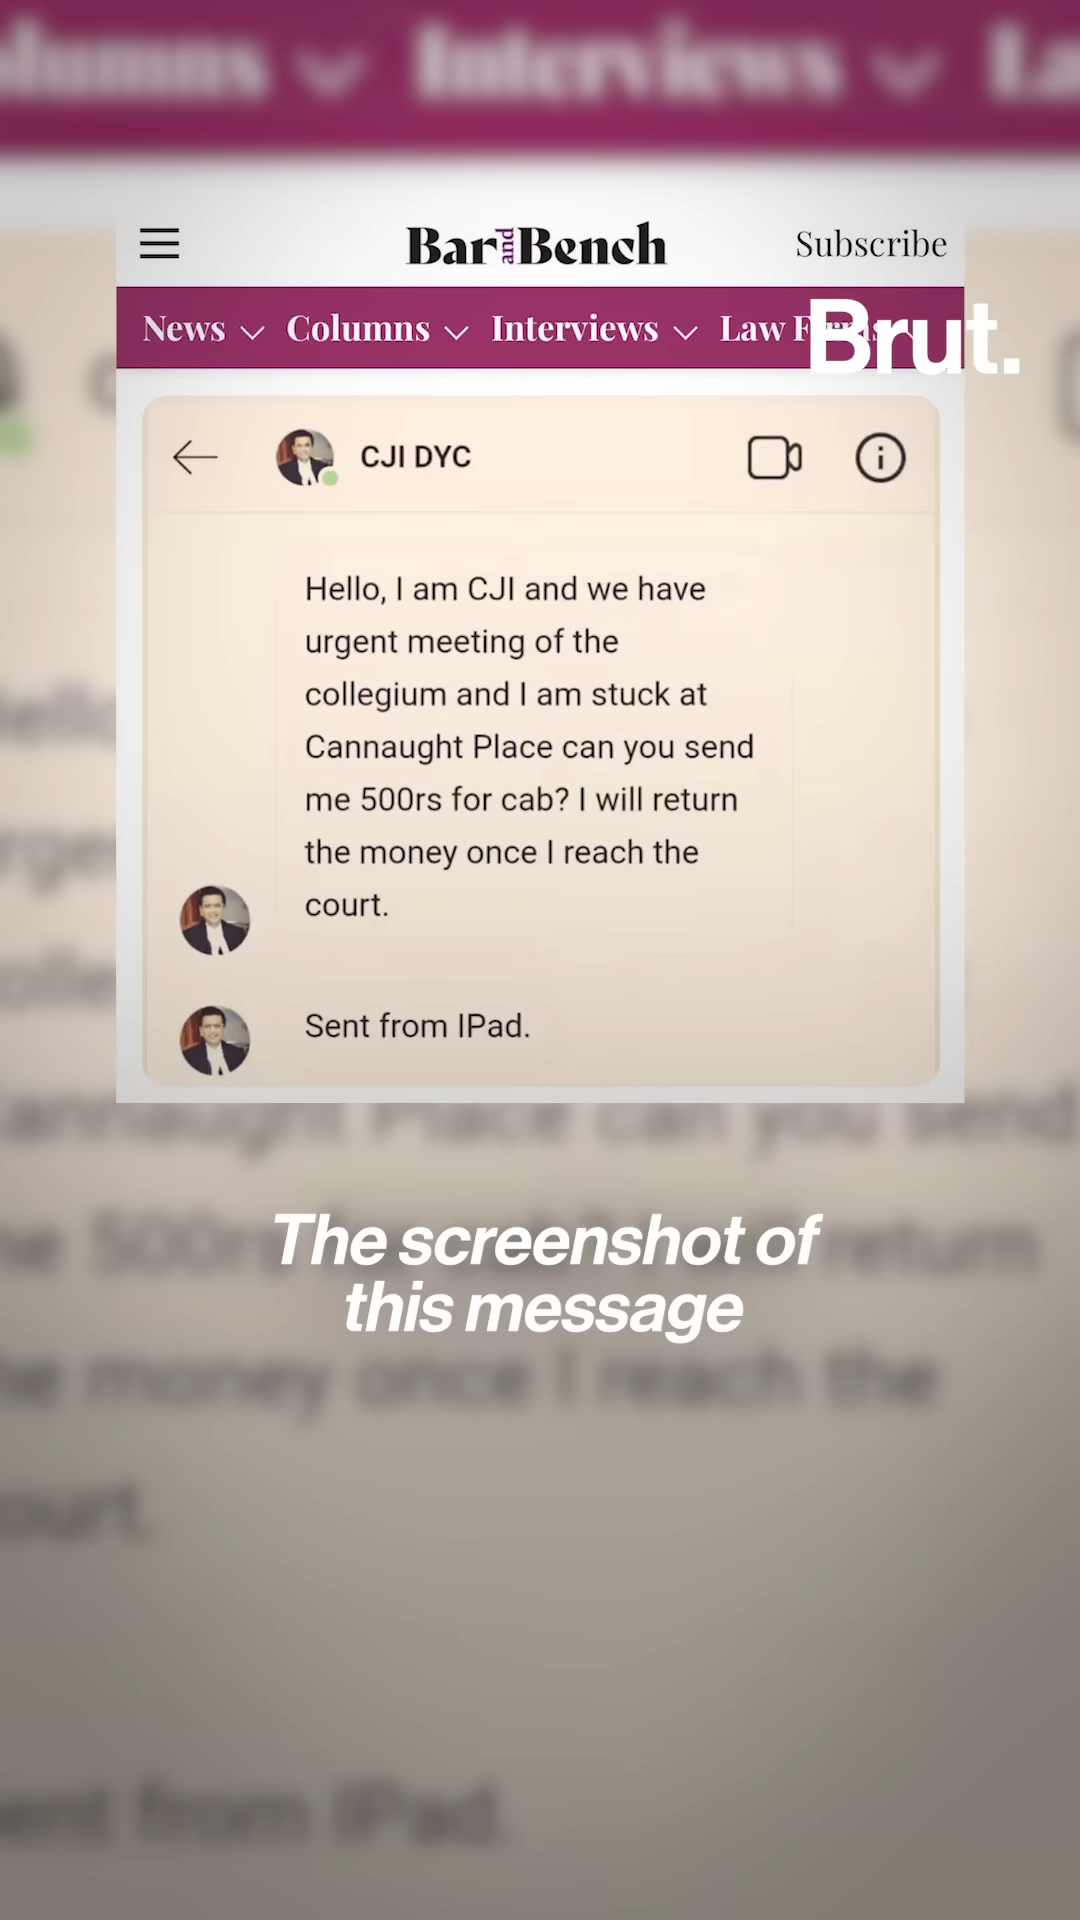 Columns Interviews
Bar and Bench
Subscribe
News Columns Interviews Law
Brut.
CJI DYC
Hello, I am CJI and we have
urgent meeting of the
collegium and I am stuck at
Cannaught Place can you send
me 500rs for cab? I will return
the money once I reach the
court.
Sent from IPad.
The screenshot of
this message